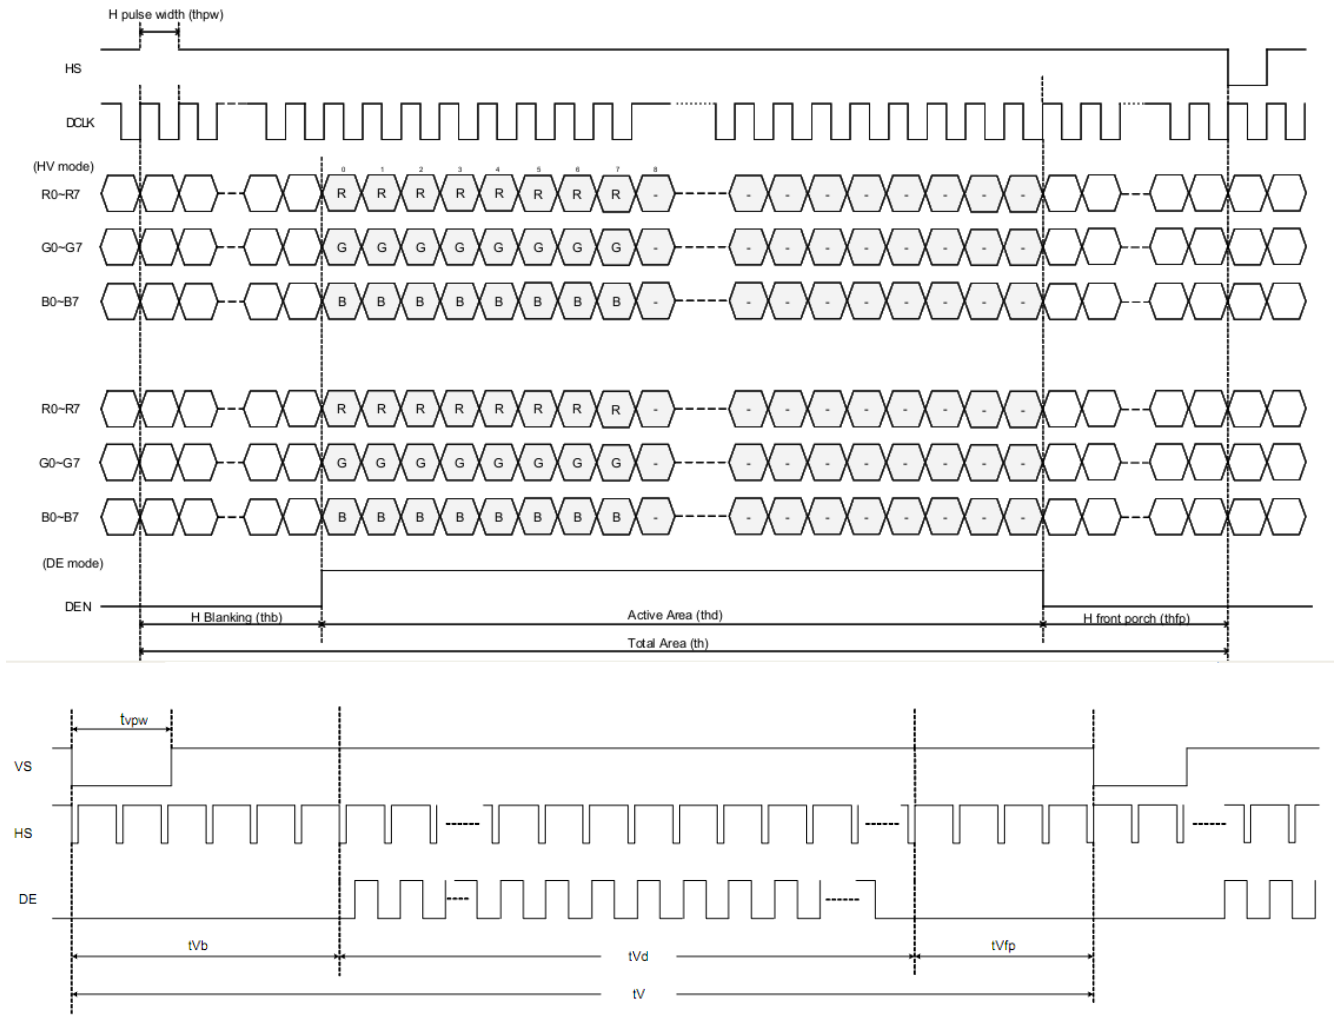 H pulse width (thpw)
HS
DCLK
(HV mode)
0 1 2 3 4 5 6 7 8
R0~R7 R R R R R R R R - - - - - - - - -
G0~G7 G G G G G G G G - - - - - - - - -
B0~B7 B B B B B B B B - - - - - - - - -
R0~R7 R R R R R R R R - - - - - - - - -
G0~G7 G G G G G G G G - - - - - - - - -
B0~B7 B B B B B B B B - - - - - - - - -
(DE mode)
DEN
H Blanking (thb) Active Area (thd) H front porch (thfp)
Total Area (th)
tvpw
VS
HS
DE
tVb tVd tVfp
tV